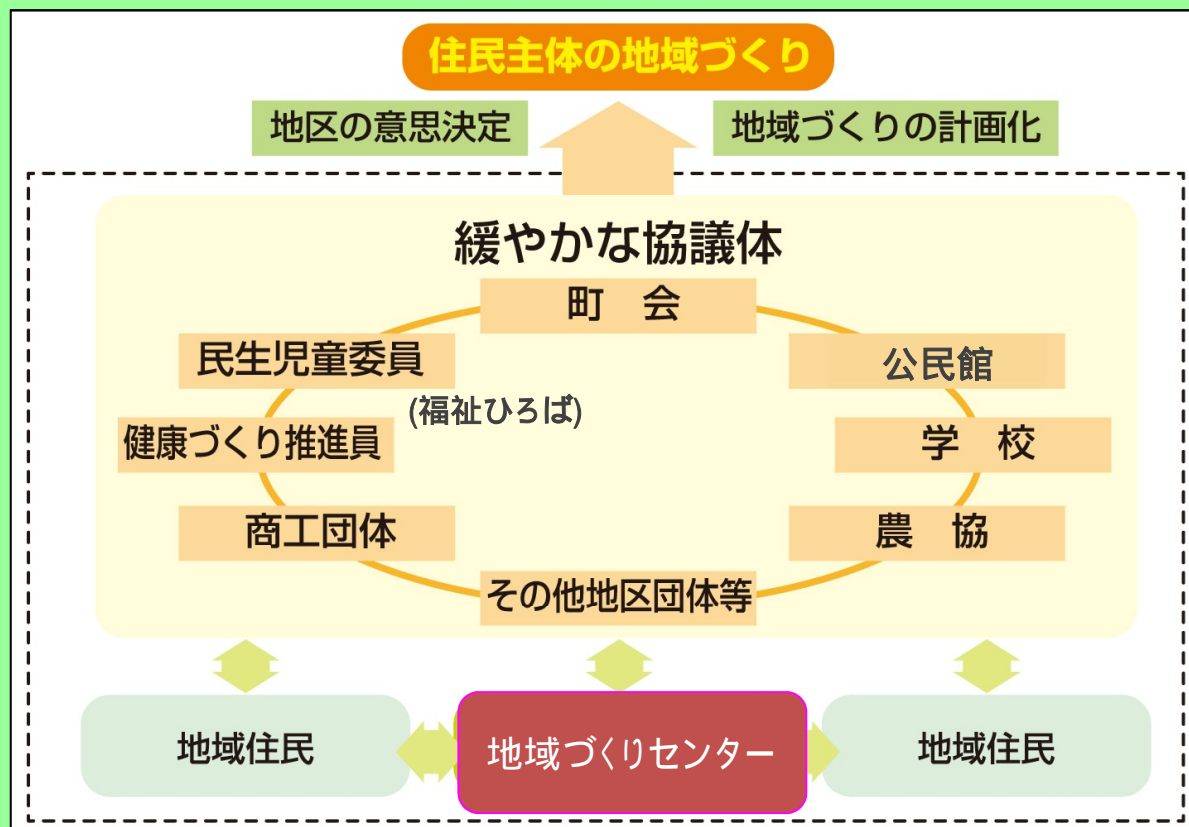 住民主体の地域づくり
地区の意思決定
地域づくりの計画化
緩やかな協議体
町　会
民生児童委員
公民館
(福祉ひろば)
健康づくり推進員
学　校
商工団体
農　協
その他地区団体等
地域住民
地域づくりセンター
地域住民